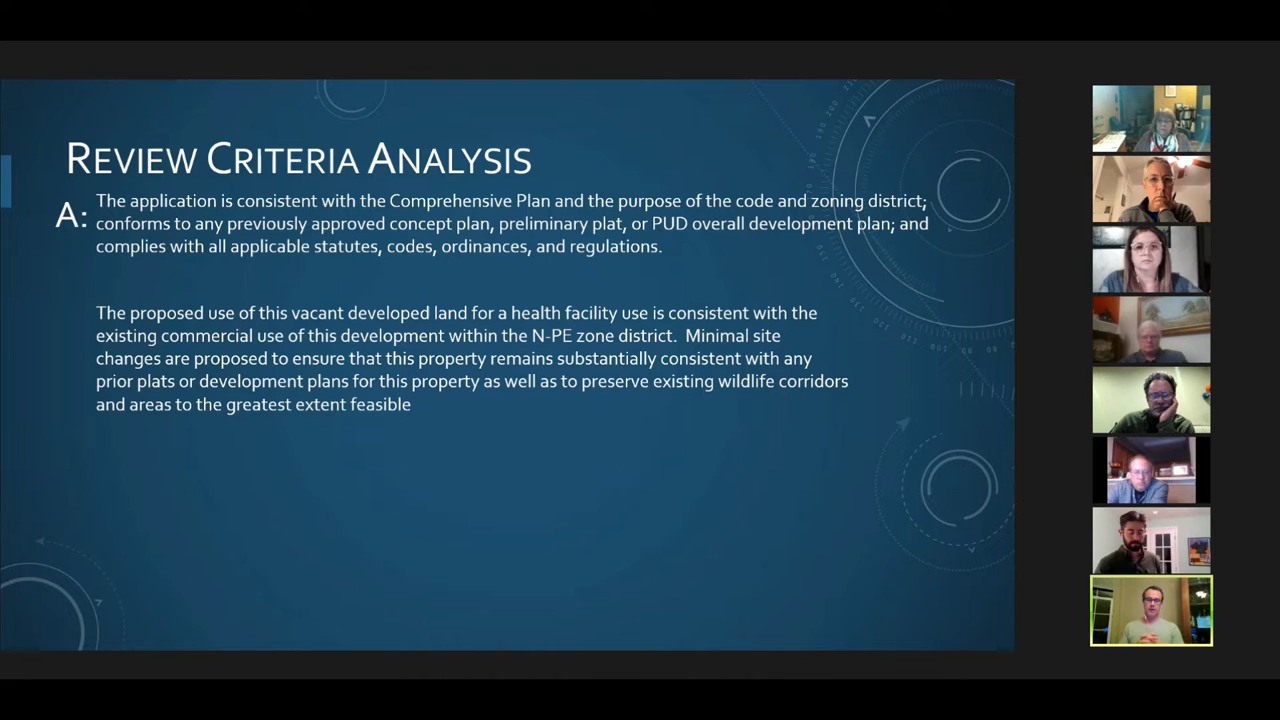 REVIEW CRITERIA ANALYSIS
A:
The application is consistent with the Comprehensive Plan and the purpose of the code and zoning district;
conforms to any previously approved concept plan, preliminary plat, or PUD overall development plan; and
complies with all applicable statutes, codes, ordinances, and regulations.
The proposed use of this vacant developed land for a health facility use is consistent with the
existing commercial use of this development within the N-PE zone district. Minimal site
changes are proposed to ensure that this property remains substantially consistent with any
prior plats or development plans for this property as well as to preserve existing wildlife corridors
and areas to the greatest extent feasible